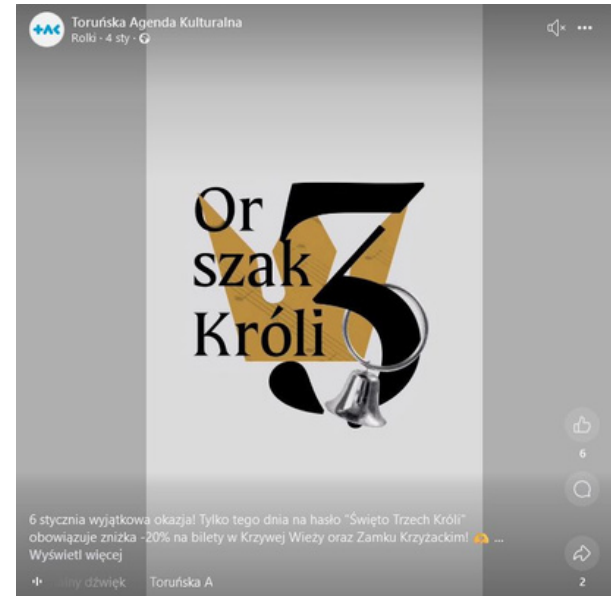 +AK
Toruńska Agenda Kulturalna
Rolki · 4 sty ·
Or
szak
Króli
3
6
6 stycznia wyjątkowa okazja! Tylko tego dnia na hasło "Święto Trzech Króli"
obowiązuje zniżka -20% na bilety w Krzywej Wieży oraz Zamku Krzyżackim! 🫶 ...
Wyświetl więcej
dźwięk Toruńska A
2